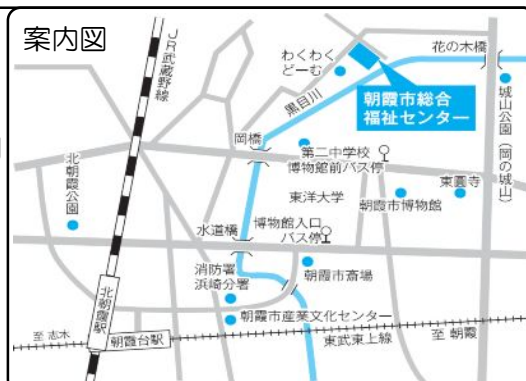 案内図
JR武蔵野線
わくわく
どーむ
花の木橋
黒目川
朝霞市総合
福祉センター
城山公園(岡の城山)
岡橋
第二中学校
博物館前バス停
北朝霞公園
東洋大学
朝霞市博物館
東圓寺
水道橋
博物館入口
バス停
消防署
浜崎分署
朝霞市斎場
北朝霞駅
朝霞市産業文化センター
至 志木
朝霞台駅
東武東上線
至 朝霞